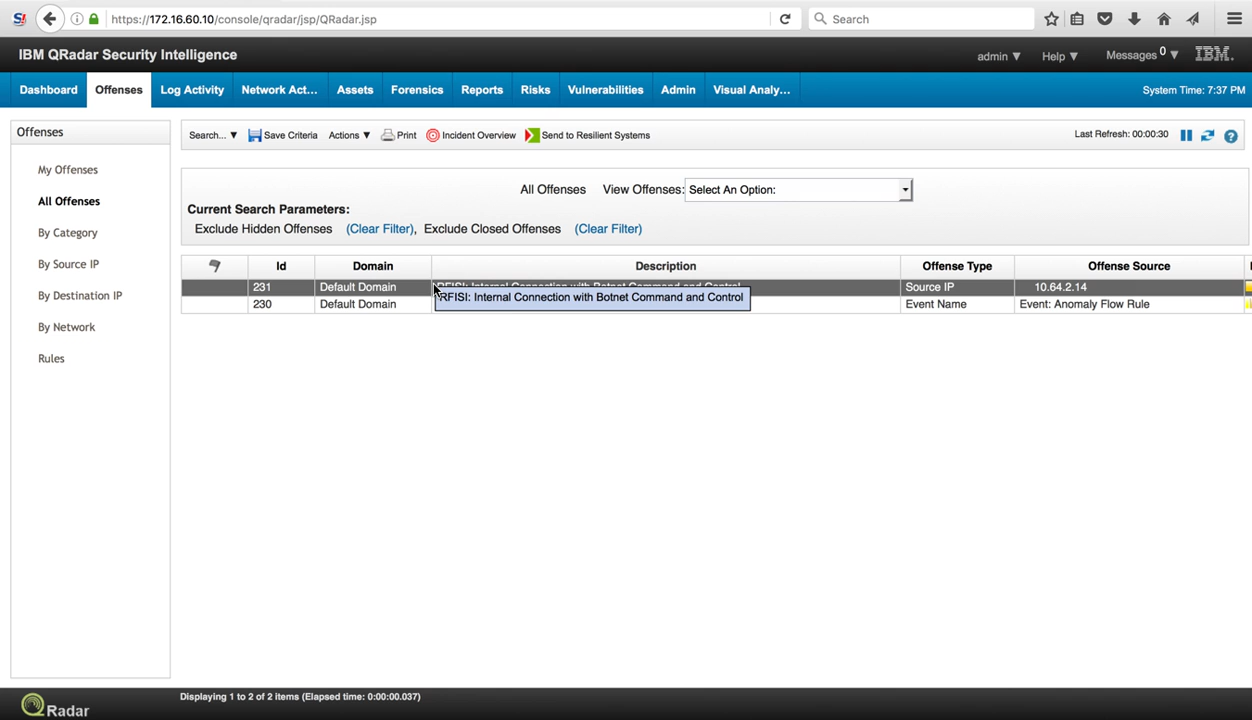 https://172.16.60.10/console/qradar/jsp/QRadar.jsp
Search
IBM QRadar Security Intelligence
admin ▼ Help ▼ Messages 0 ▼ IBM.
Dashboard Offenses Log Activity Network Act... Assets Forensics Reports Risks Vulnerabilities Admin Visual Analy... System Time: 7:37 PM
Offenses
My Offenses
All Offenses
By Category
By Source IP
By Destination IP
By Network
Rules
Search... ▼ Save Criteria Actions ▼ Print Incident Overview Send to Resilient Systems Last Refresh: 00:00:30
All Offenses View Offenses: Select An Option:
Current Search Parameters:
Exclude Hidden Offenses (Clear Filter), Exclude Closed Offenses (Clear Filter)
Id Domain Description Offense Type Offense Source
231 Default Domain Source IP 10.64.2.14
RFISI: Internal Connection with Botnet Command and Control
230 Default Domain Event Name Event: Anomaly Flow Rule
Displaying 1 to 2 of 2 items (Elapsed time: 0:00:00.037)
QRadar